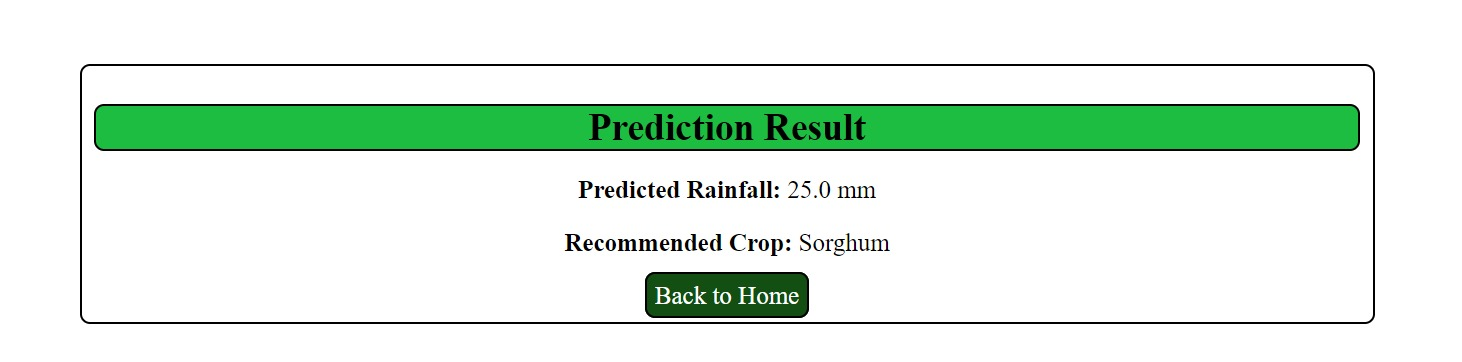 Prediction Result
Predicted Rainfall: 25.0 mm
Recommended Crop: Sorghum
Back to Home